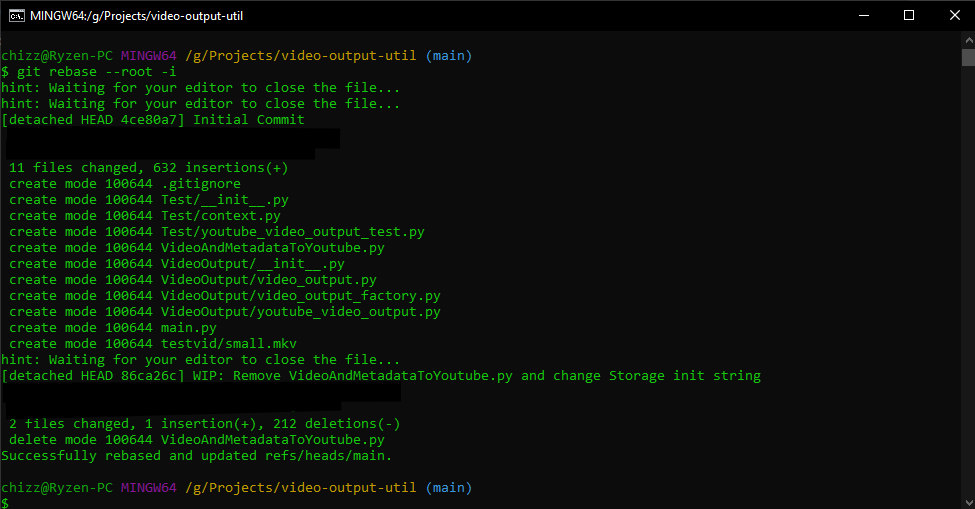 MINGW64:/g/Projects/video-output-util
chizz@Ryzen-PC MINGW64 /g/Projects/video-output-util (main)
$ git rebase --root -i
hint: Waiting for your editor to close the file...
hint: Waiting for your editor to close the file...
[detached HEAD 4ce80a7] Initial Commit
11 files changed, 632 insertions(+)
create mode 100644 .gitignore
create mode 100644 Test/__init__.py
create mode 100644 Test/context.py
create mode 100644 Test/youtube_video_output_test.py
create mode 100644 VideoAndMetadataToYoutube.py
create mode 100644 VideoOutput/__init__.py
create mode 100644 VideoOutput/video_output.py
create mode 100644 VideoOutput/video_output_factory.py
create mode 100644 VideoOutput/youtube_video_output.py
create mode 100644 main.py
create mode 100644 testvid/small.mkv
hint: Waiting for your editor to close the file...
[detached HEAD 86ca26c] WIP: Remove VideoAndMetadataToYoutube.py and change Storage init string
2 files changed, 1 insertion(+), 212 deletions(-)
delete mode 100644 VideoAndMetadataToYoutube.py
Successfully rebased and updated refs/heads/main.
chizz@Ryzen-PC MINGW64 /g/Projects/video-output-util (main)
$